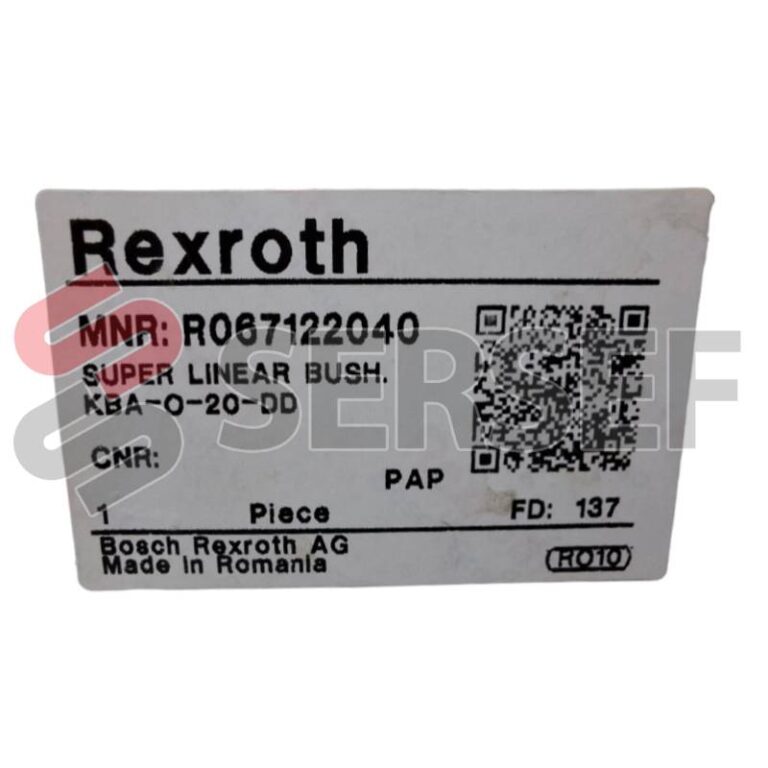 Rexroth
MNR: R067122040
SUPER LINEAR BUSH.
KBA-O-20-DD
SERSEF
CNR:
PAP
1 Piece FD: 137
Bosch Rexroth AG
Made in Romania
RO10